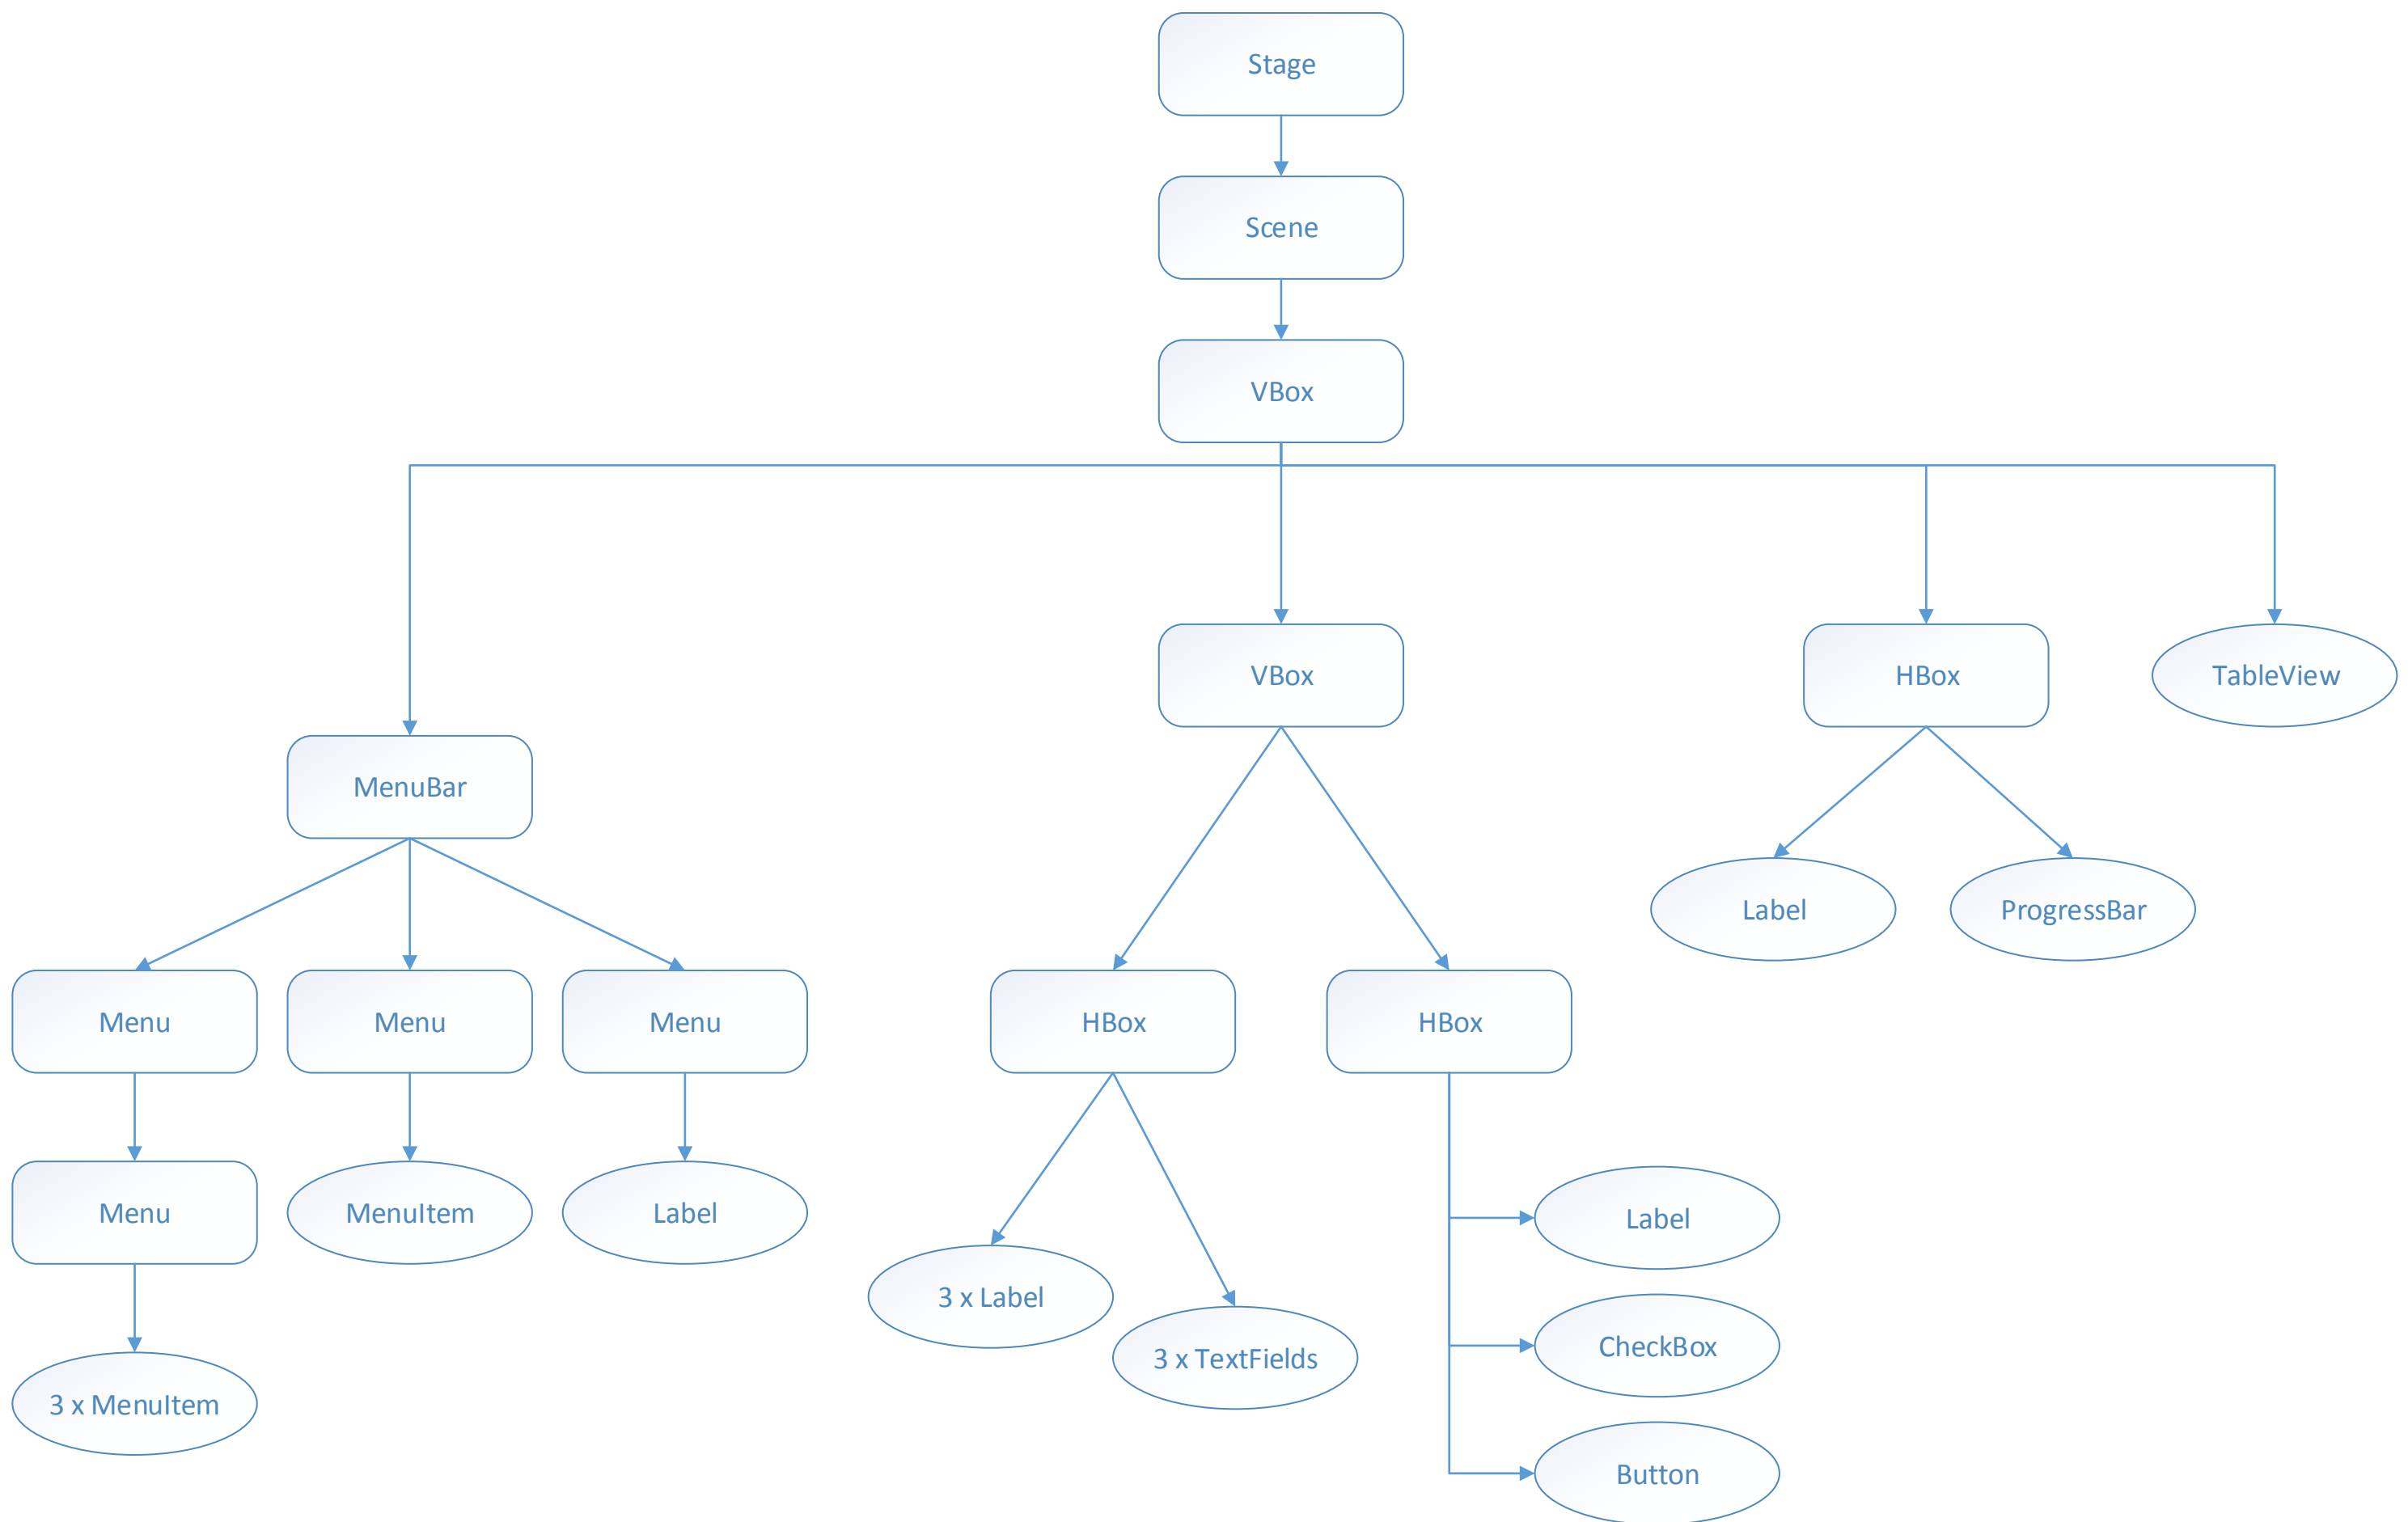 Stage
Scene
VBox
VBox
HBox
TableView
MenuBar
Label
ProgressBar
Menu
Menu
Menu
HBox
HBox
Menu
MenuItem
Label
Label
3 x Label
CheckBox
3 x TextFields
3 x MenuItem
Button